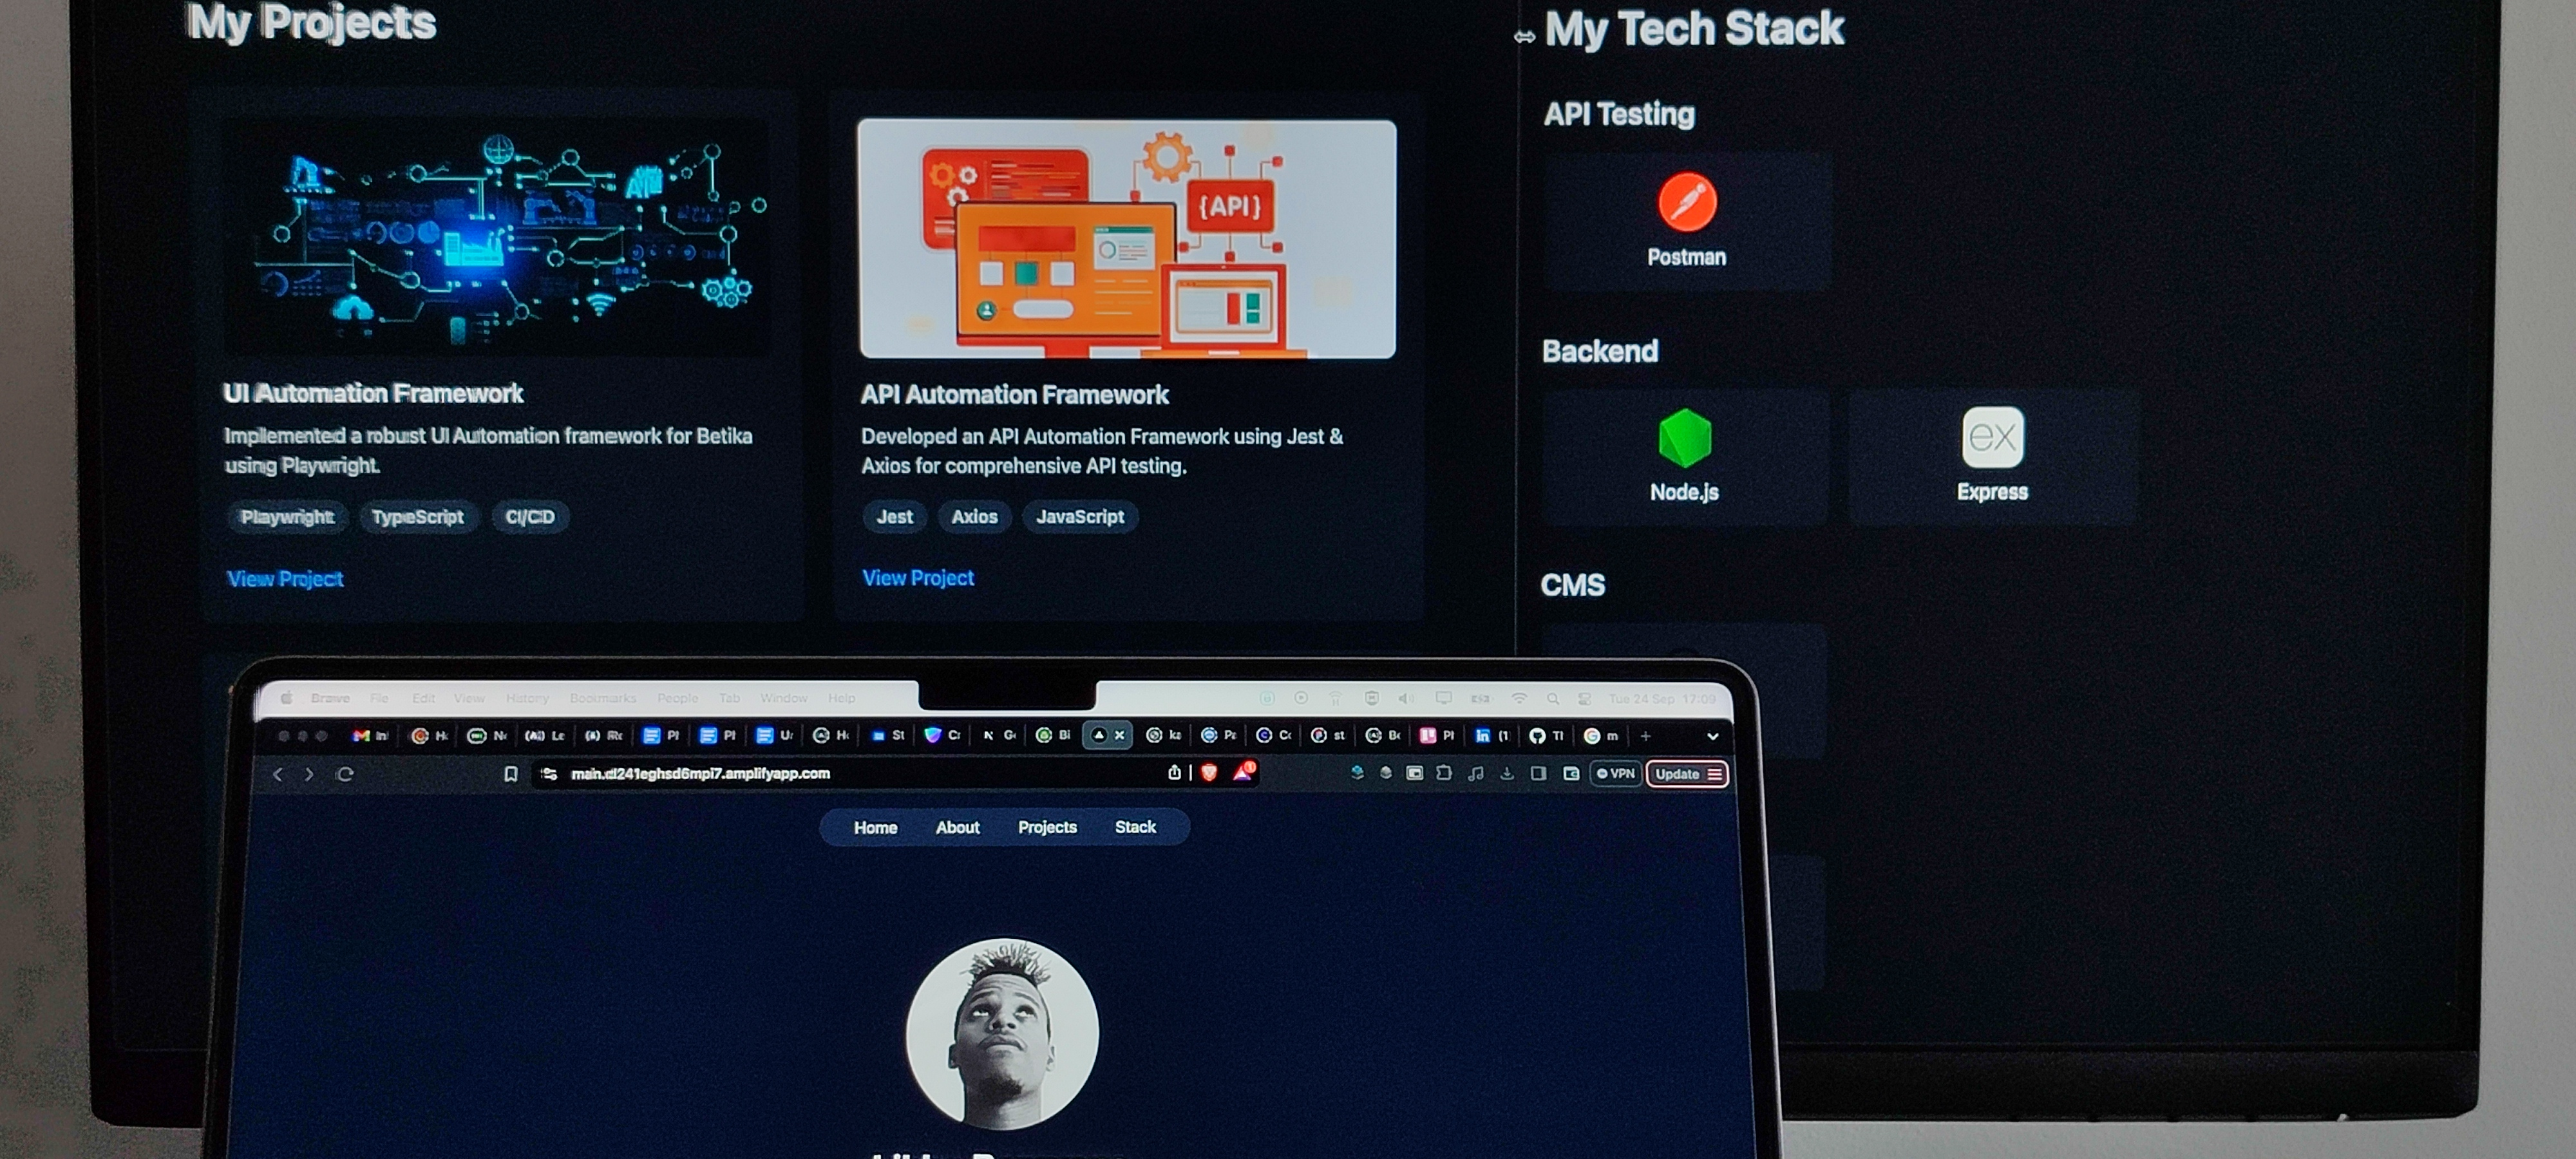 My Projects
My Tech Stack
API Testing
{API}
Postman
Backend
UI Automation Framework
Implemented a robust UI Automation framework for Betika
using Playwright.
Playwright
TypeScript
CI/CD
View Project
API Automation Framework
Developed an API Automation Framework using Jest &
Axios for comprehensive API testing.
Jest
Axios
JavaScript
View Project
Node.js
ex
Express
CMS
Brave File Edit View History Bookmarks People Tab Window Help
Tue 24 Sep 17:09
main.d241eghsd6mpi7.amplifyapp.com
VPN
Update
Home About Projects Stack